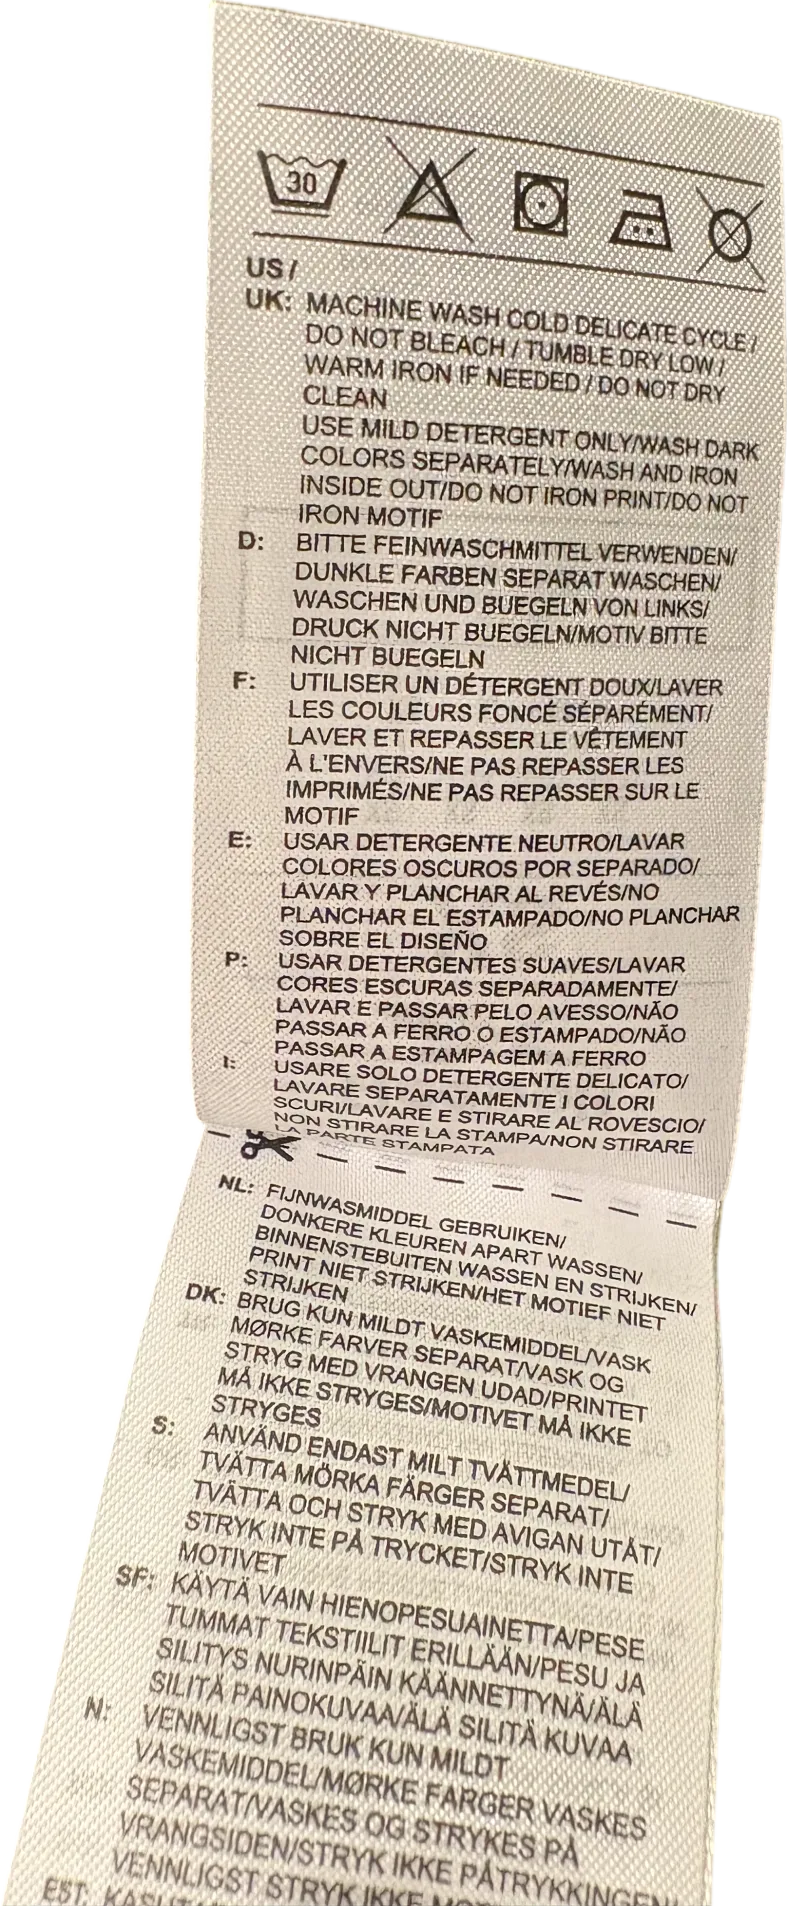 30
US /
UK: MACHINE WASH COLD DELICATE CYCLE /
DO NOT BLEACH / TUMBLE DRY LOW /
WARM IRON IF NEEDED / DO NOT DRY
CLEAN
USE MILD DETERGENT ONLY/WASH DARK
COLORS SEPARATELY/WASH AND IRON
INSIDE OUT/DO NOT IRON PRINT/DO NOT
IRON MOTIF
D: BITTE FEINWASCHMITTEL VERWENDEN/
DUNKLE FARBEN SEPARAT WASCHEN/
WASCHEN UND BUEGELN VON LINKS/
DRUCK NICHT BUEGELN/MOTIV BITTE
NICHT BUEGELN
F: UTILISER UN DÉTERGENT DOUX/LAVER
LES COULEURS FONCÉ SÉPARÉMENT/
LAVER ET REPASSER LE VÊTEMENT
À L'ENVERS/NE PAS REPASSER LES
IMPRIMÉS/NE PAS REPASSER SUR LE
MOTIF
E: USAR DETERGENTE NEUTRO/LAVAR
COLORES OSCUROS POR SEPARADO/
LAVAR Y PLANCHAR AL REVÉS/NO
PLANCHAR EL ESTAMPADO/NO PLANCHAR
SOBRE EL DISEÑO
P: USAR DETERGENTES SUAVES/LAVAR
CORES ESCURAS SEPARADAMENTE/
LAVAR E PASSAR PELO AVESSO/NÃO
PASSAR A FERRO O ESTAMPADO/NÃO
PASSAR A ESTAMPAGEM A FERRO
I: USARE SOLO DETERGENTE DELICATO/
LAVARE SEPARATAMENTE I COLORI
SCURI/LAVARE E STIRARE AL ROVESCIO/
NON STIRARE LA STAMPA/NON STIRARE
LA PARTE STAMPATA
NL: FIJNWASMIDDEL GEBRUIKEN/
DONKERE KLEUREN APART WASSEN/
BINNENSTEBUITEN WASSEN EN STRIJKEN/
PRINT NIET STRIJKEN/HET MOTIEF NIET
STRIJKEN
DK: BRUG KUN MILDT VASKEMIDDEL/VASK
MØRKE FARVER SEPARAT/VASK OG
STRYG MED VRANGEN UDAD/PRINTET
MÅ IKKE STRYGES/MOTIVET MÅ IKKE
STRYGES
S: ANVÄND ENDAST MILT TVÄTTMEDEL/
TVÄTTA MÖRKA FÄRGER SEPARAT/
TVÄTTA OCH STRYK MED AVIGAN UTÅT/
STRYK INTE PÅ TRYCKET/STRYK INTE
MOTIVET
SF: KÄYTÄ VAIN HIENOPESUAINETTA/PESE
TUMMAT TEKSTIILIT ERILLÄÄN/PESU JA
SILITYS NURINPÄIN KÄÄNNETTYNÄ/ÄLÄ
SILITÄ PAINOKUVAA/ÄLÄ SILITÄ KUVAA
N: VENNLIGST BRUK KUN MILDT
VASKEMIDDEL/MØRKE FARGER VASKES
SEPARAT/VASKES OG STRYKES PÅ
VRANGSIDEN/STRYK IKKE PÅTRYKKINGEN/
VENNLIGST STRYK IKKE
EST: